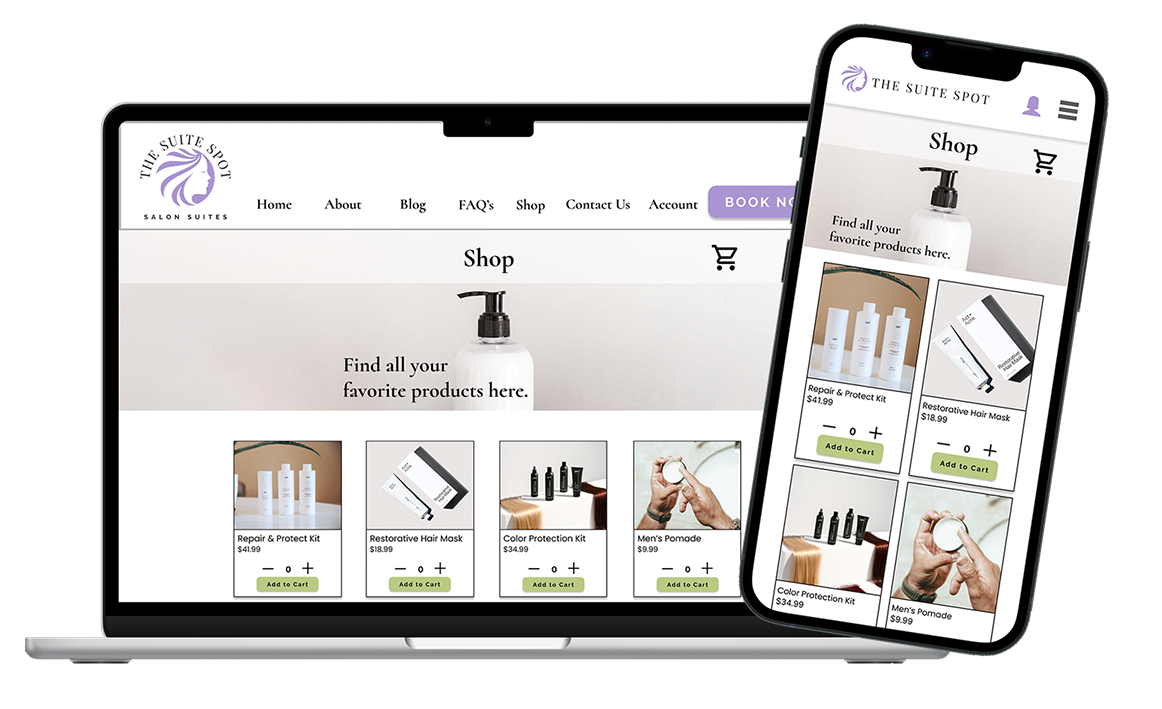 THE SUITE SPOT
SALON SUITES
Home About Blog FAQ's Shop Contact Us Account BOOK NO
Shop
Find all your
favorite products here.
Repair & Protect Kit
$41.99
0
Add to Cart
Restorative Hair Mask
$18.99
0
Add to Cart
Color Protection Kit
$34.99
0
Add to Cart
Men's Pomade
$9.99
0
Add to Cart
THE SUITE SPOT
Shop
Find all your
favorite products here.
Repair & Protect Kit
$41.99
0
Add to Cart
Restorative
Hair Mask
Restorative Hair Mask
$18.99
0
Add to Cart
Color Protection Kit
$34.99
Men's Pomade
$9.99